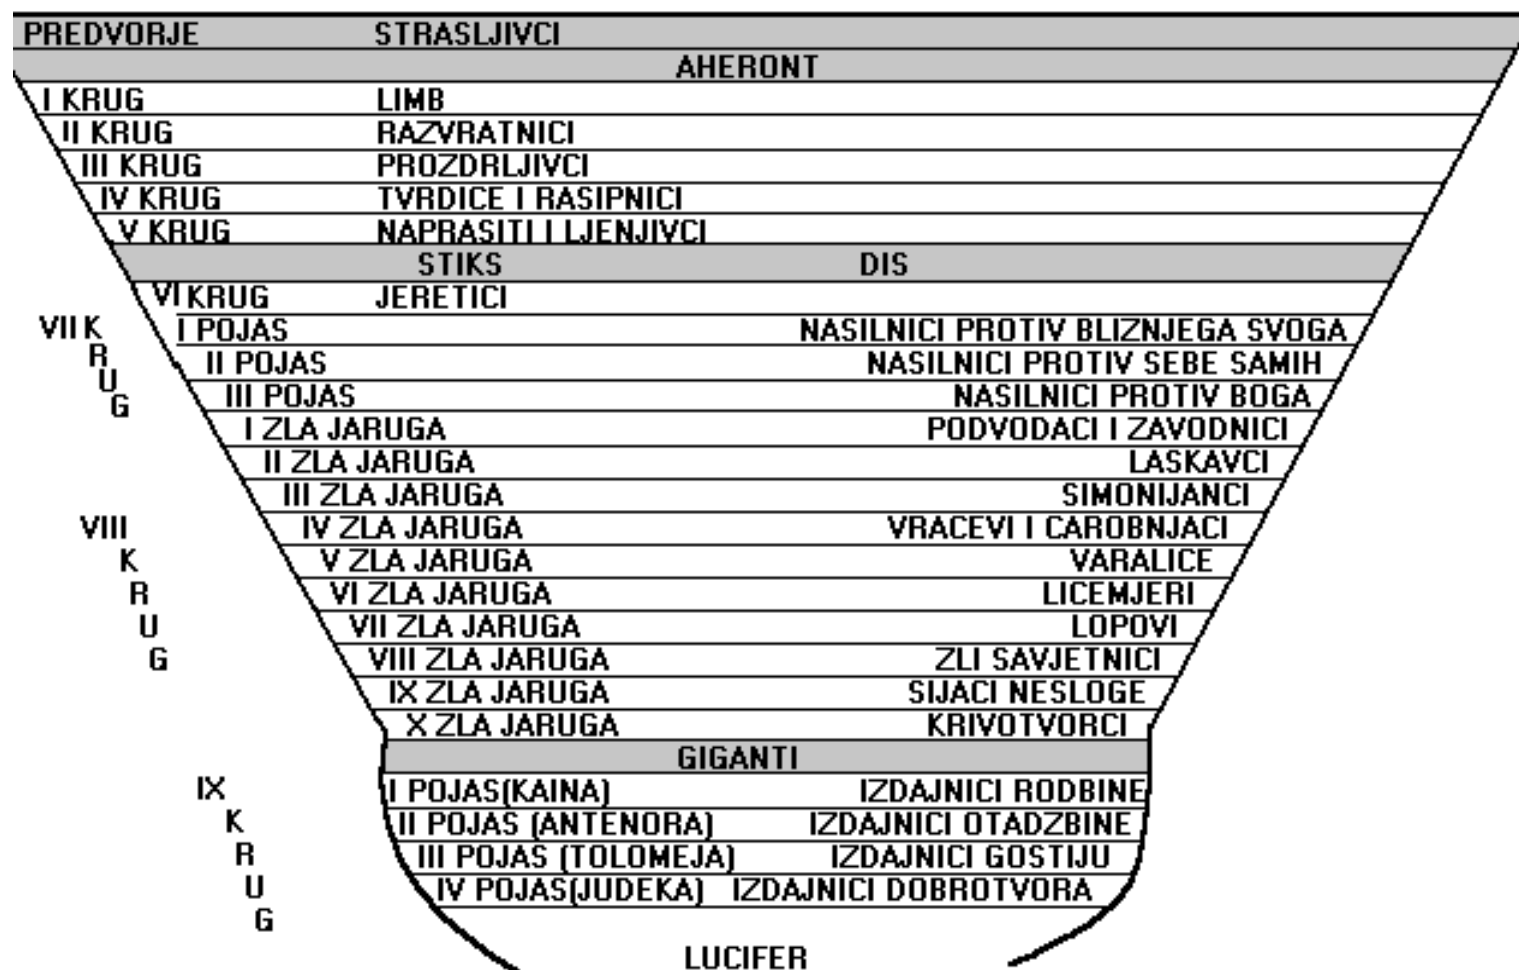 PREDVORJE STRASLJIVCI
AHERONT
I KRUG LIMB
II KRUG RAZVRATNICI
III KRUG PROZDRLJIVCI
IV KRUG TVRDICE I RASIPNICI
V KRUG NAPRASITI I LJENJIVCI
STIKS DIS
VI KRUG JERETICI
VII KRUG
I POJAS NASILNICI PROTIV BLIZNJEGA SVOGA
II POJAS NASILNICI PROTIV SEBE SAMIH
III POJAS NASILNICI PROTIV BOGA
VIII KRUG
I ZLA JARUGA PODVODACI I ZAVODNICI
II ZLA JARUGA LASKAVCI
III ZLA JARUGA SIMONIJANCI
IV ZLA JARUGA VRACEVI I CAROBNJACI
V ZLA JARUGA VARALICE
VI ZLA JARUGA LICEMJERI
VII ZLA JARUGA LOPOVI
VIII ZLA JARUGA ZLI SAVJETNICI
IX ZLA JARUGA SIJACI NESLOGE
X ZLA JARUGA KRIVOTVORCI
GIGANTI
IX KRUG
I POJAS(KAINA) IZDAJNICI RODBINE
II POJAS (ANTENORA) IZDAJNICI OTADZBINE
III POJAS (TOLOMEJA) IZDAJNICI GOSTIJU
IV POJAS(JUDEKA) IZDAJNICI DOBROTVORA
LUCIFER